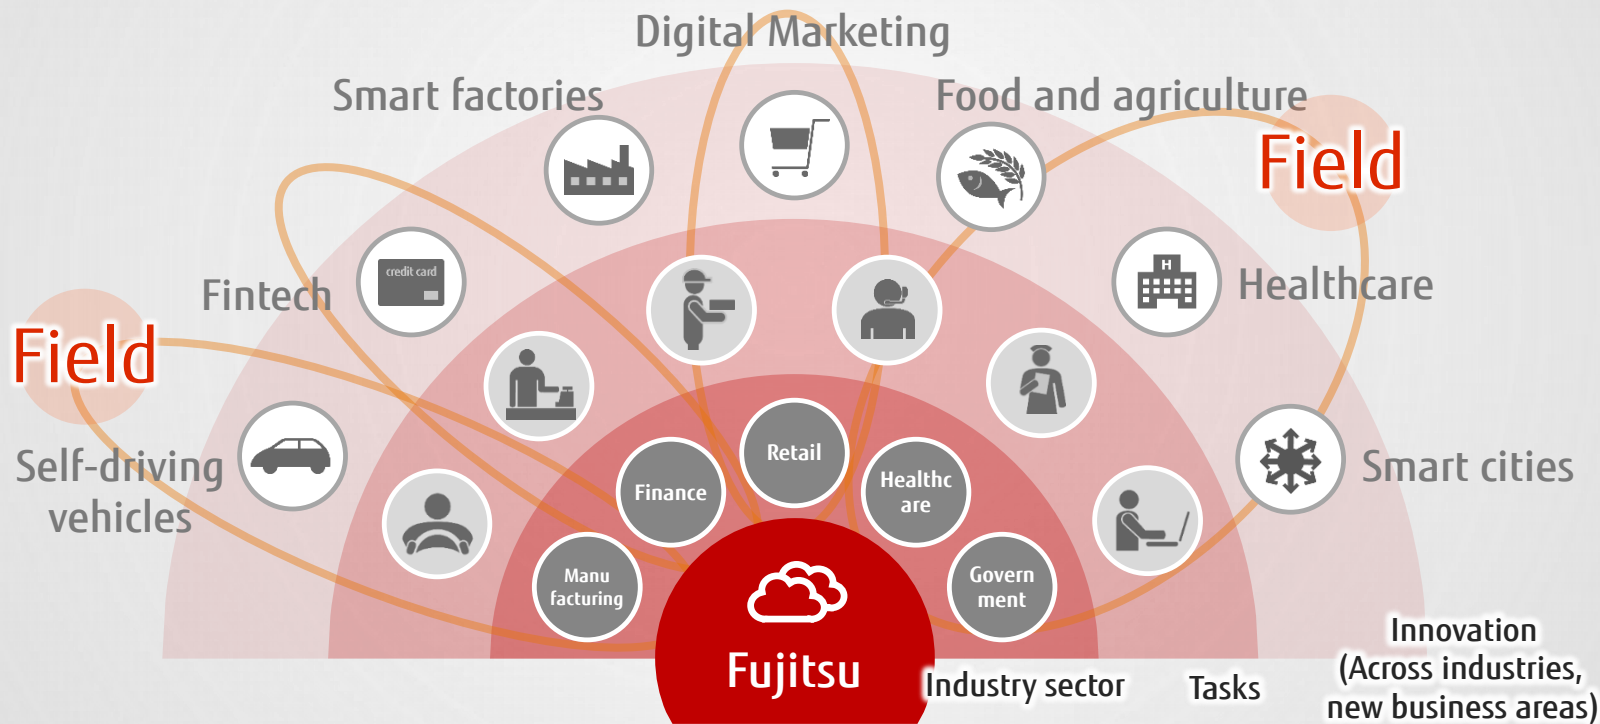 Digital Marketing
Smart factories
Food and agriculture
Field
credit card
H
Fintech
Healthcare
Field
Self-driving
vehicles
Smart cities
Retail
Finance
Healthc
are
Manu
facturing
Govern
ment
Fujitsu
Industry sector
Tasks
Innovation
(Across industries,
new business areas)